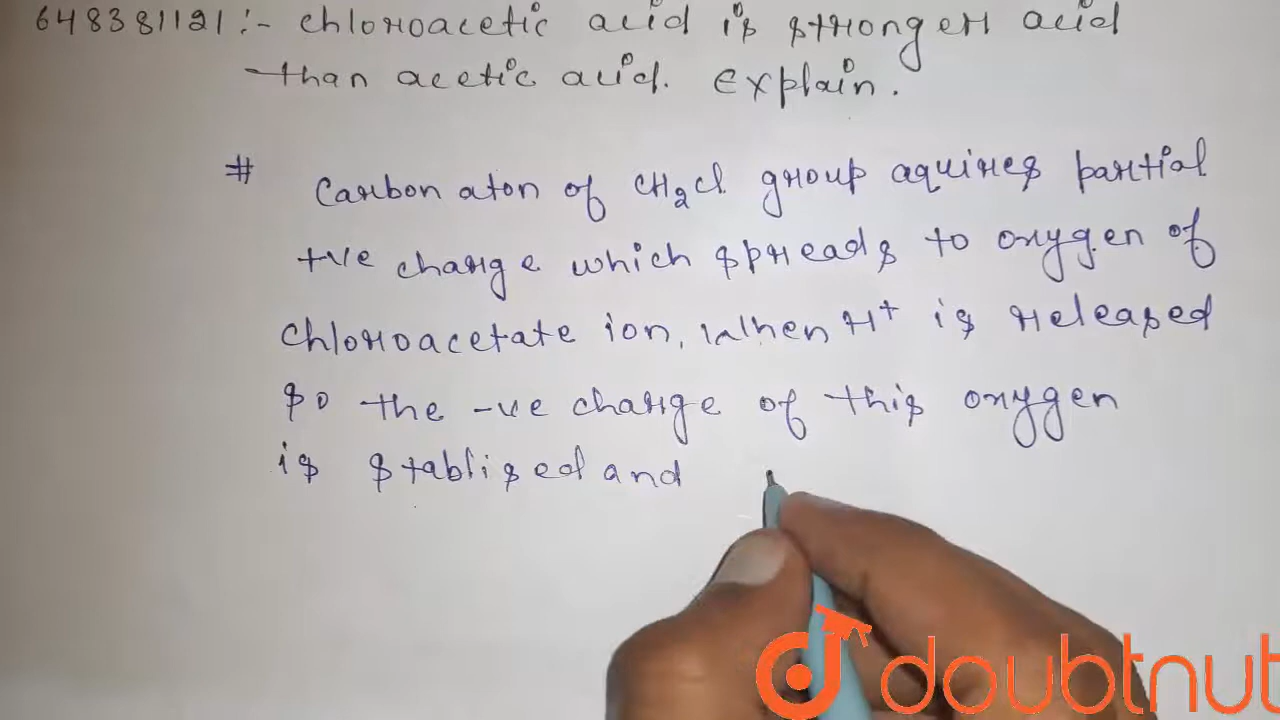 648381121:- chloroacetic acid is stronger acid
than acetic acid. Explain.
# Carbon aton of CH2Cl group aquires partial
+ve charge which spreads to oxygen of
chloroacetate ion, When H+ is released
so the -ve charge of this oxygen
is stablised and
doubtnut